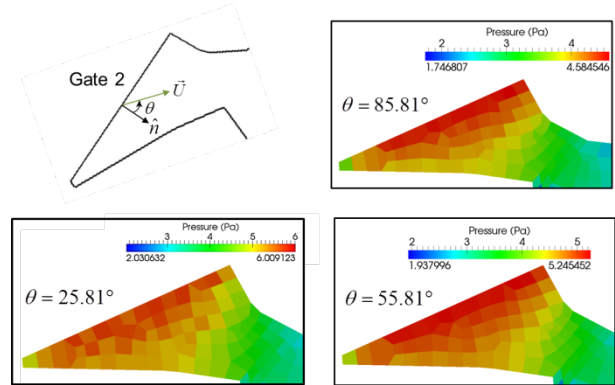 Gate 2
U⃗
θ
n̂
Pressure (Pa)
2 3 4
1.746807 4.584546
θ = 85.81°
Pressure (Pa)
2 3 4 5 6
2.030632 6.009123
θ = 25.81°
Pressure (Pa)
2 3 4 5
1.937996 5.245452
θ = 55.81°